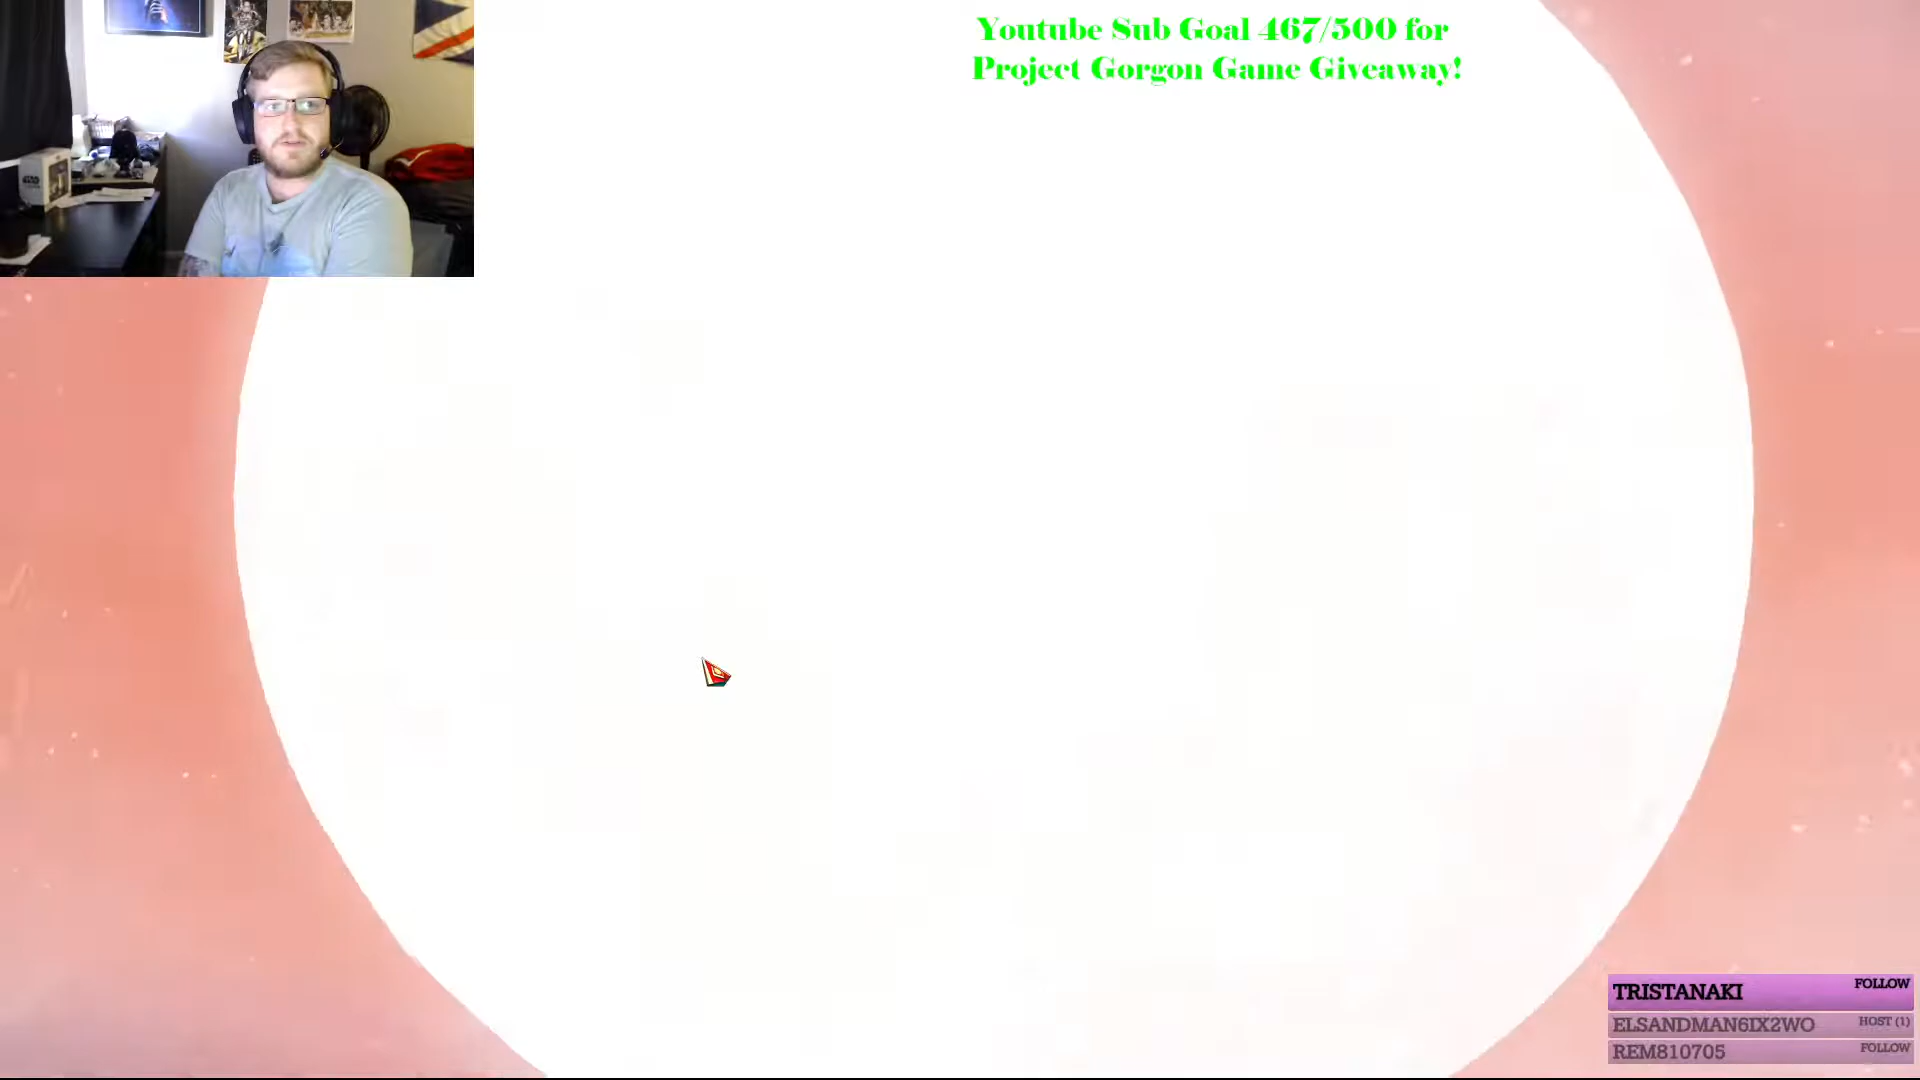 Youtube Sub Goal 467/500 for
Project Gorgon Game Giveaway!
TRISTANAKI FOLLOW
ELSANDMAN6IX2WO HOST (1)
REM810705 FOLLOW